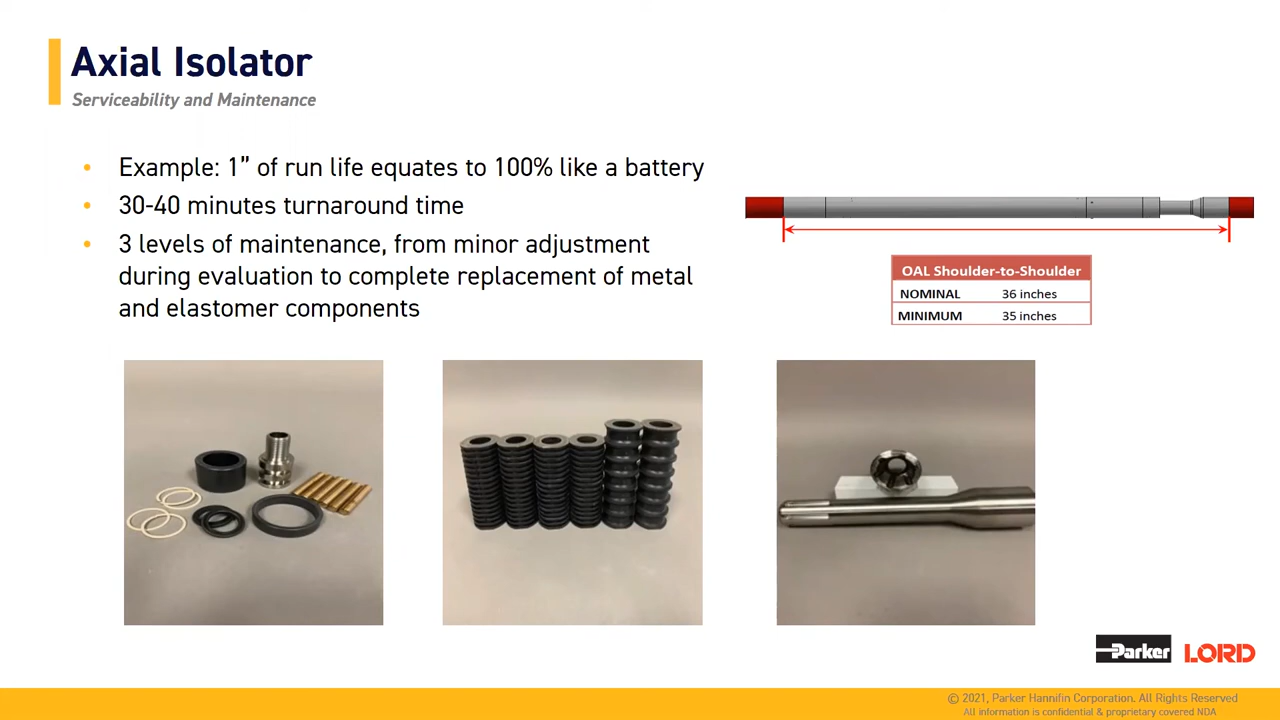 Axial Isolator
Serviceability and Maintenance
• Example: 1” of run life equates to 100% like a battery
• 30-40 minutes turnaround time
• 3 levels of maintenance, from minor adjustment
during evaluation to complete replacement of metal
and elastomer components
OAL Shoulder-to-Shoulder
NOMINAL 36 inches
MINIMUM 35 inches
Parker LORD
© 2021, Parker Hannifin Corporation. All Rights Reserved
All information is confidential & proprietary covered NDA